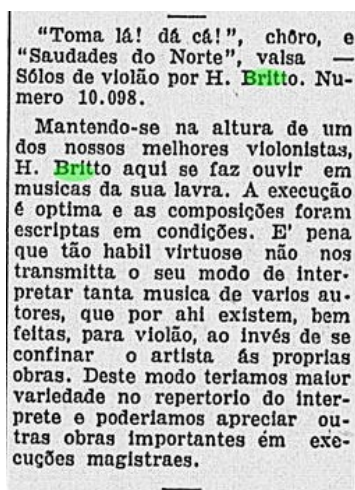 "Toma lá! dá cá!", chôro, e
"Saudades do Norte", valsa —
Sólos de violão por H. Britto. Nu-
mero 10.098.
Mantendo-se na altura de um
dos nossos melhores violonistas,
H. Britto aqui se faz ouvir em
musicas da sua lavra. A execução
é optima e as composições foram
escriptas em condições. E' pena
que tão habil virtuose não nos
transmitta o seu modo de inter-
pretar tanta musica de varios au-
tores, que por ahi existem, bem
feitas, para violão, ao invés de se
confinar o artista ás proprias
obras. Deste modo teriamos maior
variedade no repertorio do inter-
prete e poderiamos apreciar ou-
tras obras importantes ém exe-
cuções magistraes.